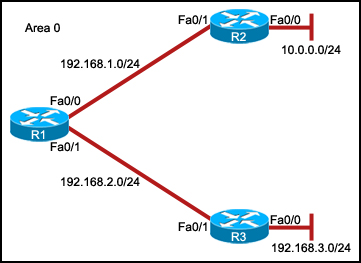 Area 0
Fa0/1
Fa0/0
R2
10.0.0.0/24
192.168.1.0/24
Fa0/0
R1
Fa0/1
192.168.2.0/24
Fa0/1
Fa0/0
R3
192.168.3.0/24